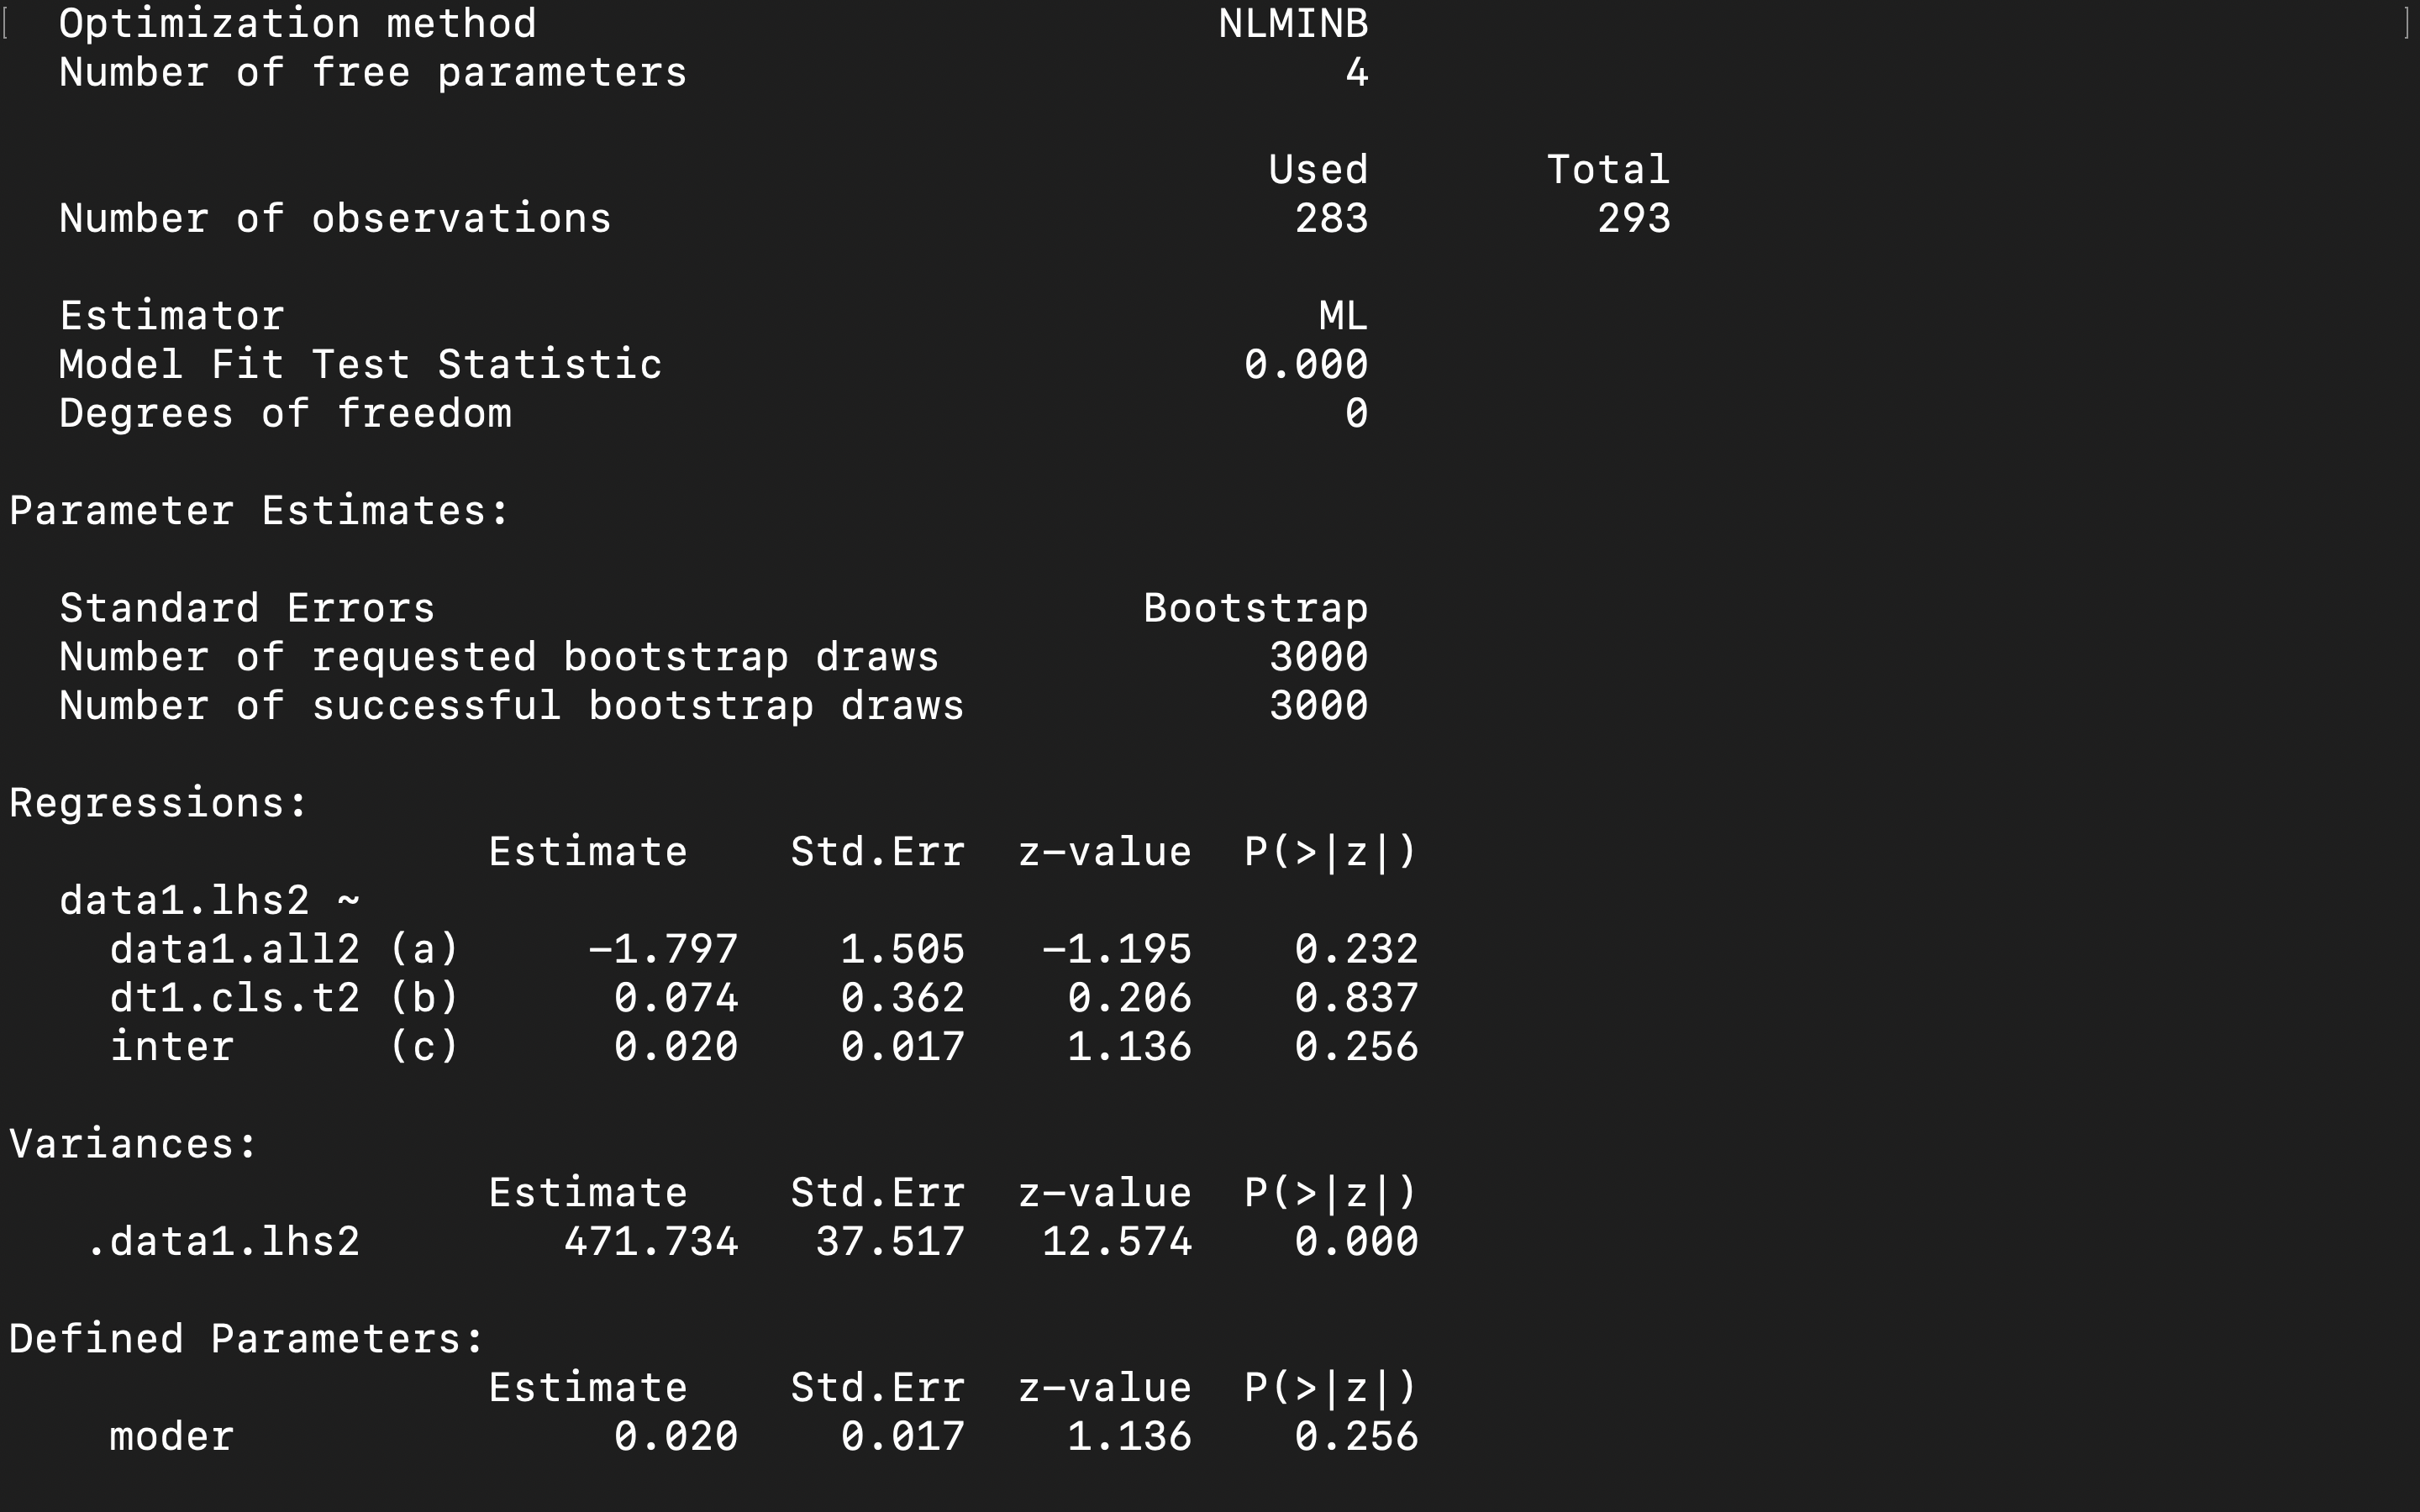 [  Optimization method                           NLMINB  ]
Number of free parameters                          4
Used       Total
Number of observations                           283         293
Estimator                                         ML
Model Fit Test Statistic                       0.000
Degrees of freedom                                 0
Parameter Estimates:
Standard Errors                            Bootstrap
Number of requested bootstrap draws             3000
Number of successful bootstrap draws            3000
Regressions:
Estimate    Std.Err  z-value  P(>|z|)
data1.lhs2 ~
data1.all2 (a)     -1.797    1.505   -1.195    0.232
dt1.cls.t2 (b)      0.074    0.362    0.206    0.837
inter      (c)      0.020    0.017    1.136    0.256
Variances:
Estimate    Std.Err  z-value  P(>|z|)
.data1.lhs2        471.734   37.517   12.574    0.000
Defined Parameters:
Estimate    Std.Err  z-value  P(>|z|)
moder               0.020    0.017    1.136    0.256